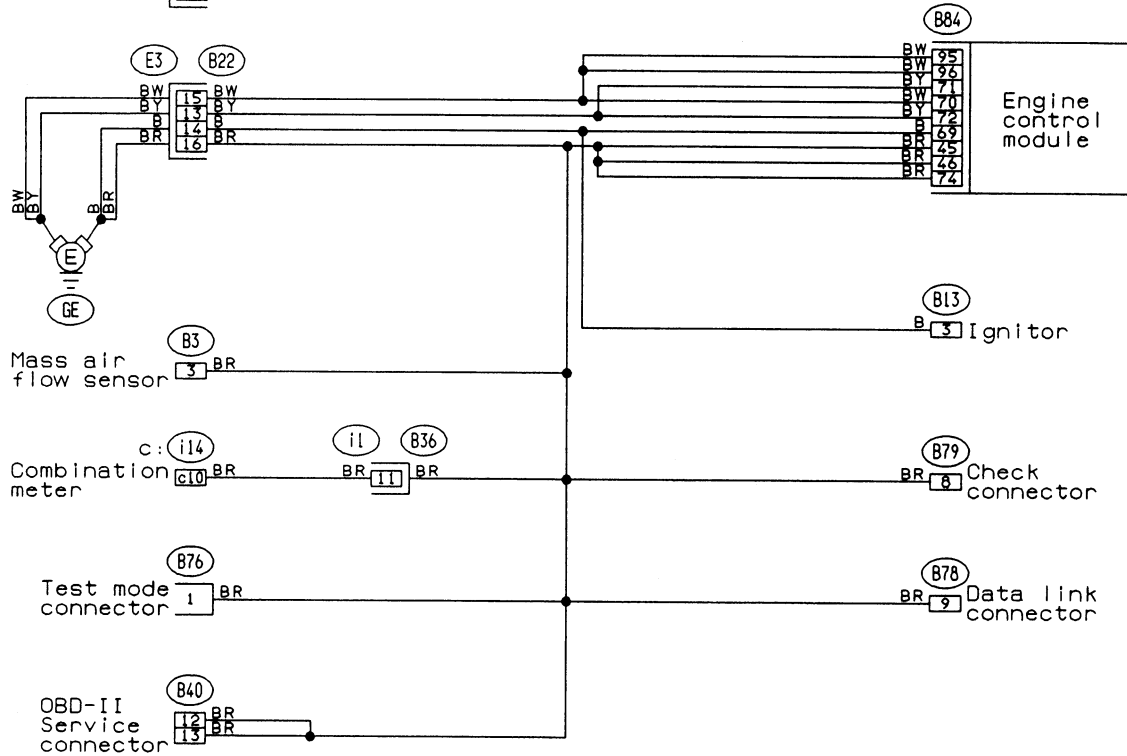 B84
E3 B22
BW 95
BW 96
BY 71
BW 70
BY 72
B 69
BR 45
BR 46
BR 74
Engine
control
module
BW 15 BW
BY 13 BY
B 14 B
BR 16 BR
BW BY B BR
E
GE
B13
B 3 Ignitor
B3
Mass air
flow sensor
3 BR
c: i14
Combination
meter
c10 BR
i1 B36
BR 11 BR
B79
BR 8 Check
connector
B76
Test mode
connector
1 BR
B78
BR 9 Data link
connector
B40
OBD-II
Service
connector
12 BR
13 BR